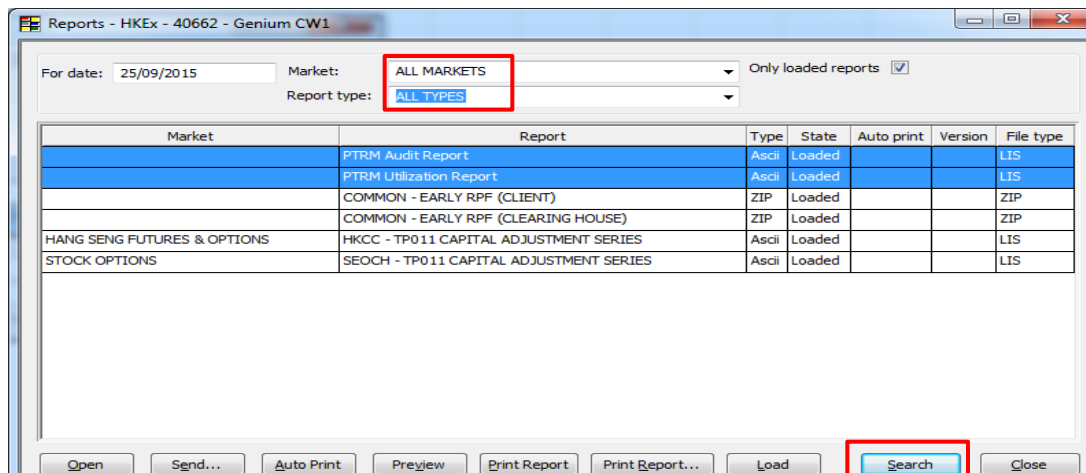 Reports - HKEx - 40662 - Genium CW1
For date: 25/09/2015 Market: ALL MARKETS Only loaded reports
Report type: ALL TYPES
Market Report Type State Auto print Version File type
PTRM Audit Report Ascii Loaded LIS
PTRM Utilization Report Ascii Loaded LIS
COMMON - EARLY RPF (CLIENT) ZIP Loaded ZIP
COMMON - EARLY RPF (CLEARING HOUSE) ZIP Loaded ZIP
HANG SENG FUTURES & OPTIONS HKCC - TP011 CAPITAL ADJUSTMENT SERIES Ascii Loaded LIS
STOCK OPTIONS SEOCH - TP011 CAPITAL ADJUSTMENT SERIES Ascii Loaded LIS
Open Send... Auto Print Preview Print Report Print Report... Load Search Close